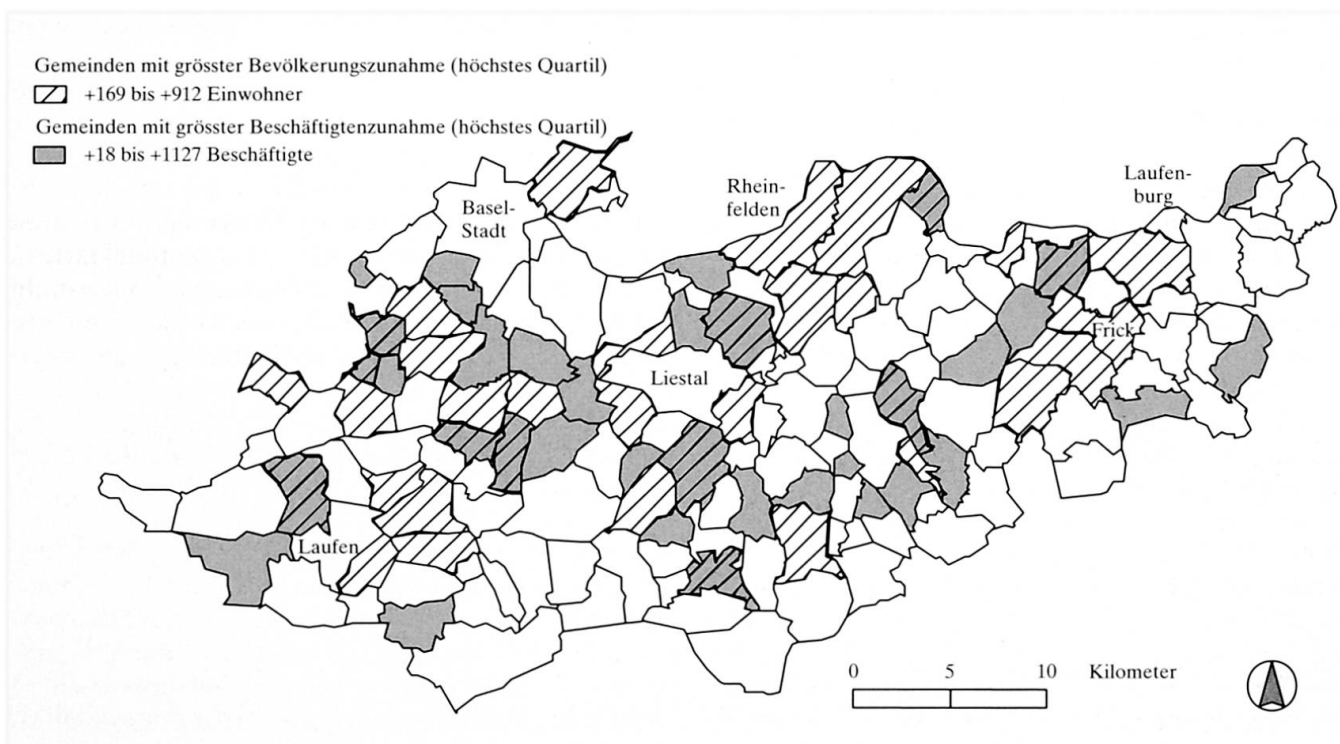 Gemeinden mit grösster Bevölkerungszunahme (höchstes Quartil)
+169 bis +912 Einwohner
Gemeinden mit grösster Beschäftigtenzunahme (höchstes Quartil)
+18 bis +1127 Beschäftigte
Basel-
Stadt
Rhein-
felden
Laufen-
burg
Frick
Liestal
Laufen
0 5 10 Kilometer